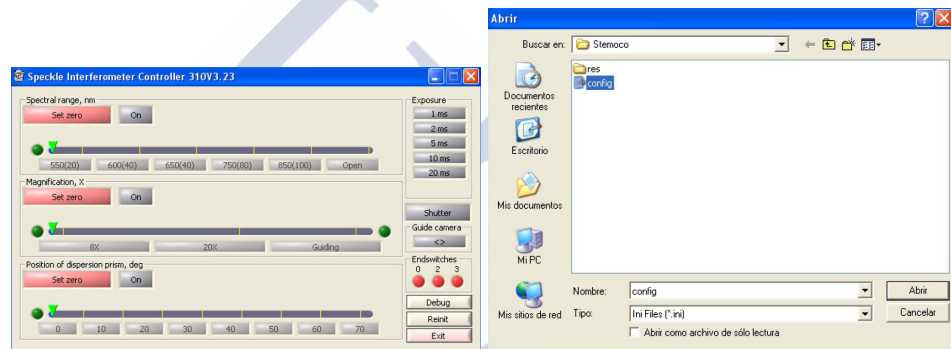 Speckle Interferometer Controller 310V3.23
Spectral range, nm
Set zero On
550(20) 600(40) 650(40) 750(80) 850(100) Open
Magnification, X
Set zero On
8X 20X Guiding
Position of dispersion prism, deg
Set zero On
0 10 20 30 40 50 60 70
Exposure
1 ms
2 ms
5 ms
10 ms
20 ms
Shutter
Guide camera
<>
Endswitches
0 2 3
Debug
Reinit
Exit
Abrir
Buscar en: Stemoco
Documentos
recientes
Escritorio
Mis documentos
Mi PC
Mis sitios de red
res
config
Nombre: config Abrir
Tipo: Ini Files (*.ini) Cancelar
Abrir como archivo de sólo lectura